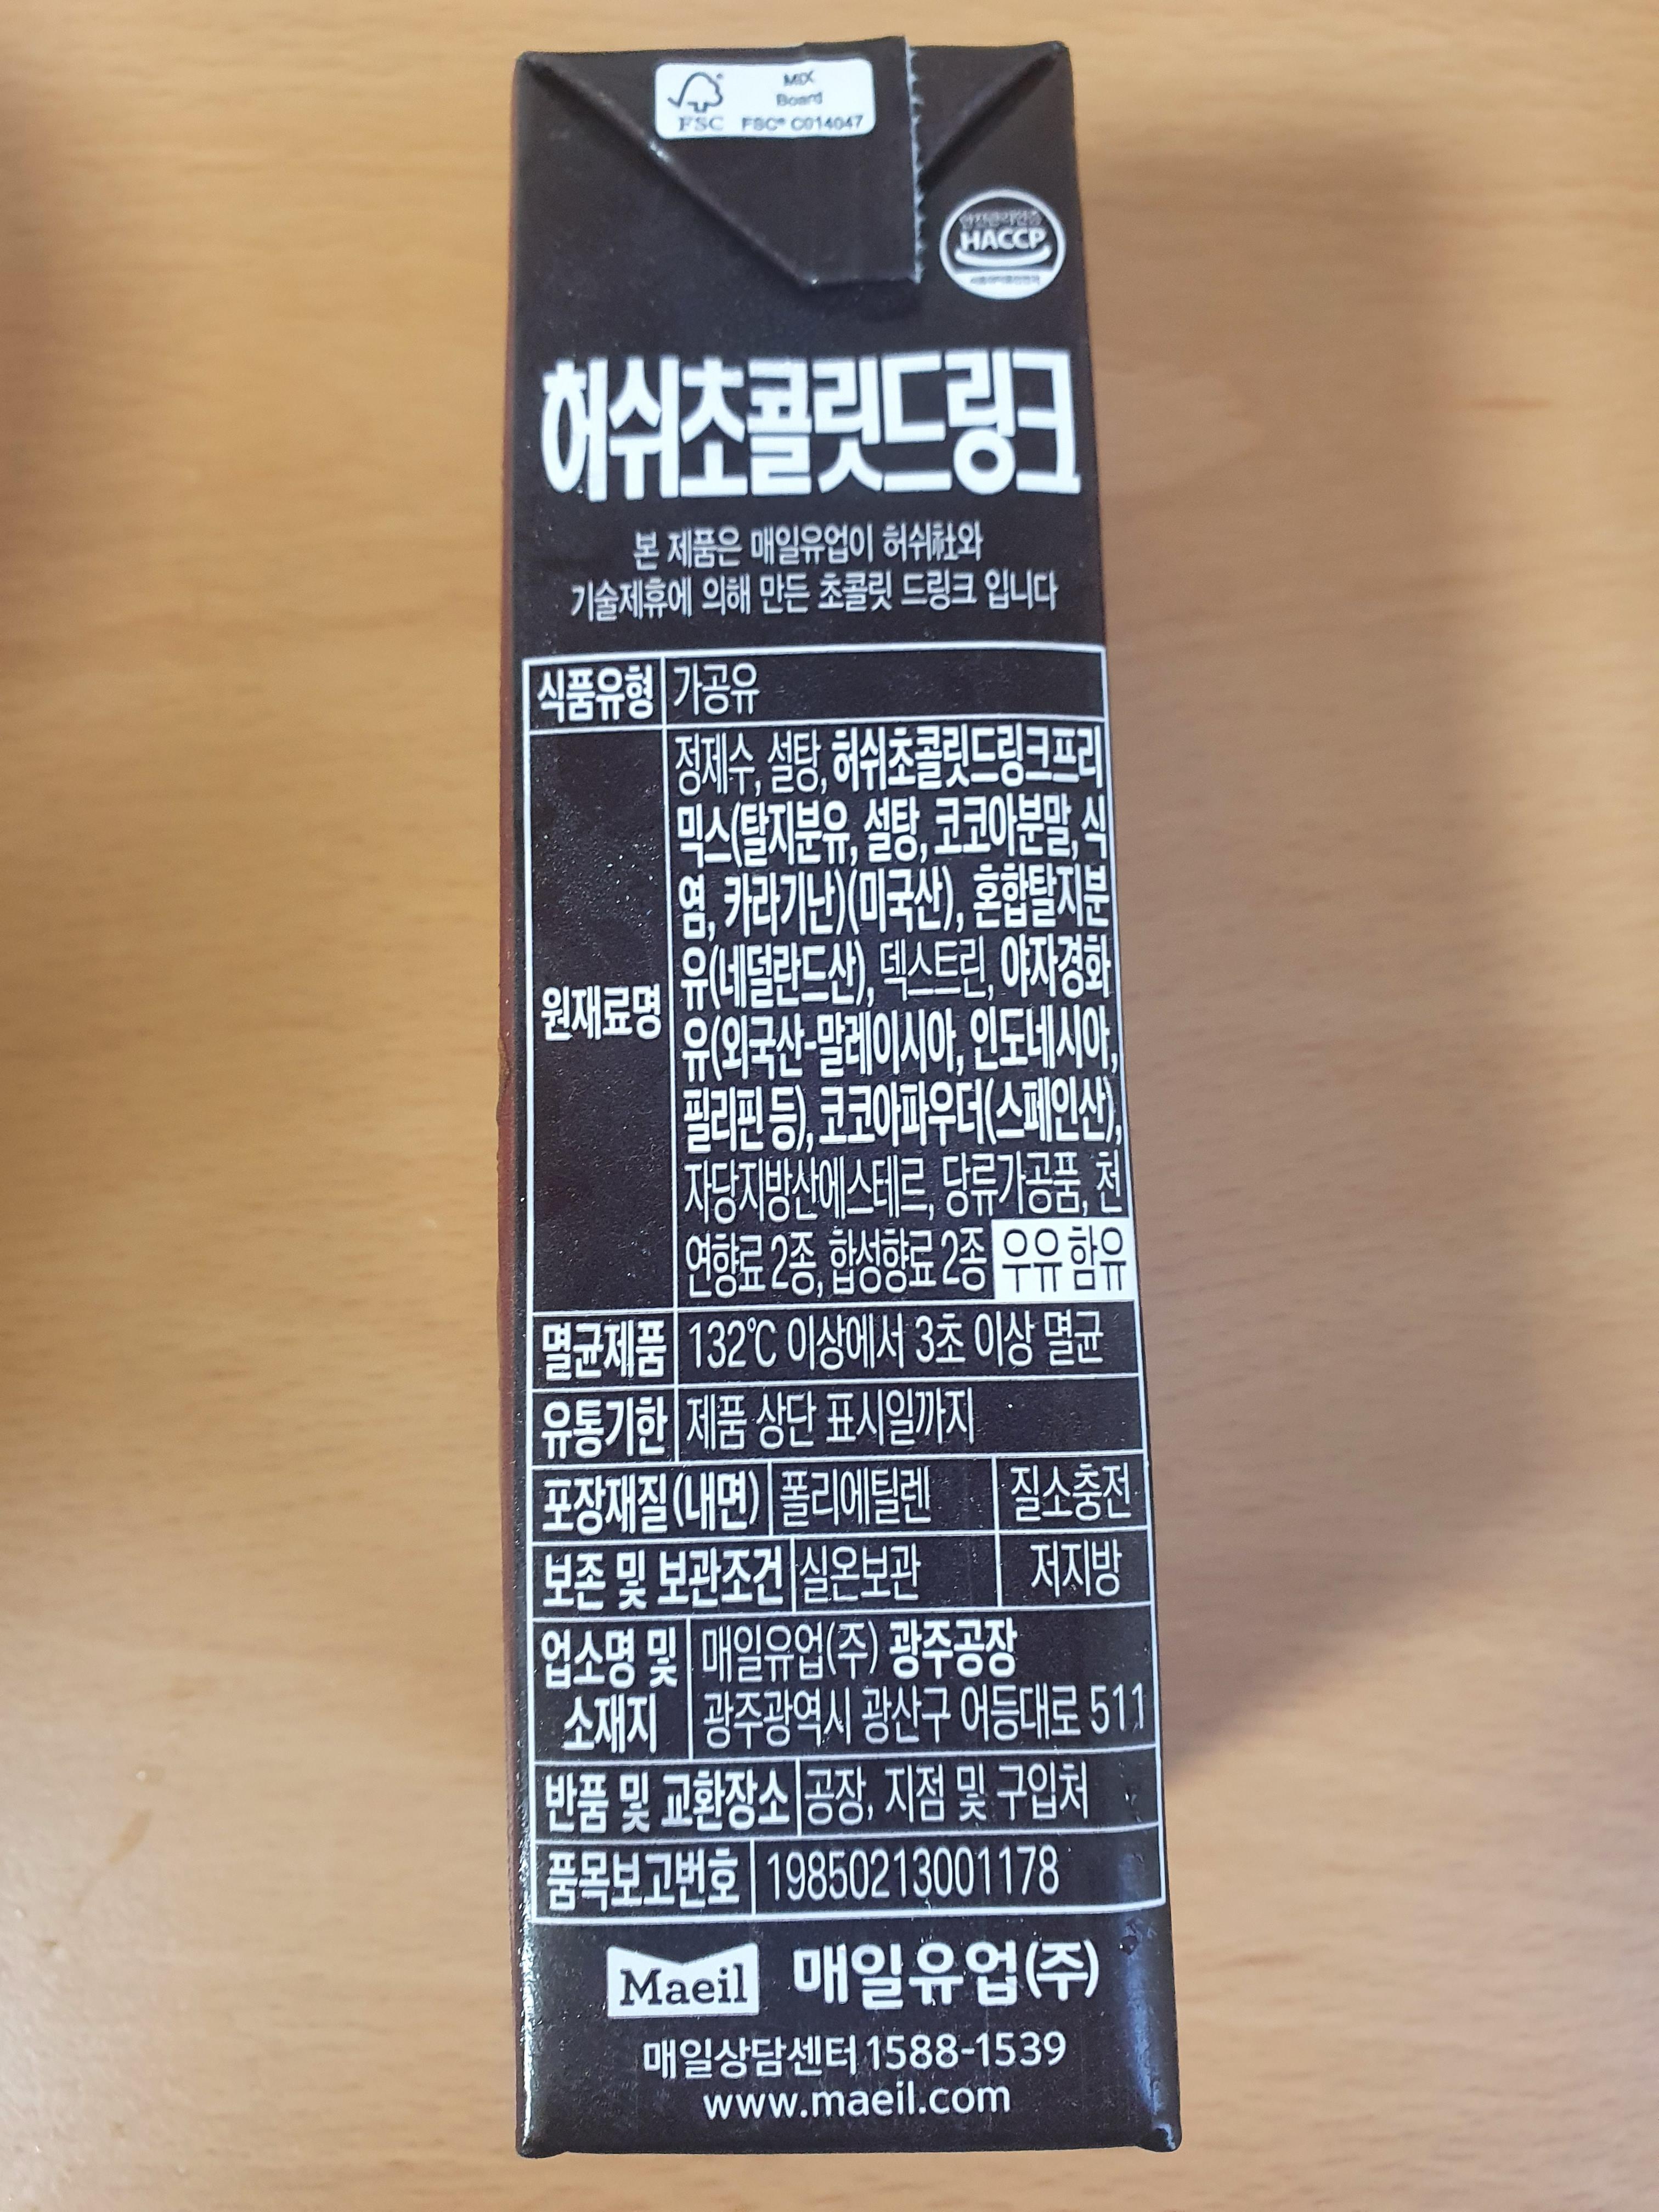 MIX
Board
FSC
FSC® C014047
안전관리인증
HACCP
허쉬초콜릿드링크
본 제품은 매일유업이 허쉬社와
기술제휴에 의해 만든 초콜릿 드링크 입니다
식품유형 가공유
원재료명
정제수, 설탕, 허쉬초콜릿드링크프리
믹스(탈지분유, 설탕, 코코아분말, 식
염, 카라기난)(미국산), 혼합탈지분
유(네덜란드산), 덱스트린, 야자경화
유(외국산-말레이시아, 인도네시아,
필리핀 등), 코코아파우더(스페인산),
자당지방산에스테르, 당류가공품, 천
연향료 2종, 합성향료 2종 우유 함유
멸균제품 132℃ 이상에서 3초 이상 멸균
유통기한 제품 상단 표시일까지
포장재질(내면) 폴리에틸렌 질소충전
보존 및 보관조건 실온보관 저지방
업소명 및 소재지
매일유업(주) 광주공장
광주광역시 광산구 어등대로 511
반품 및 교환장소 공장, 지점 및 구입처
품목보고번호 19850213001178
Maeil 매일유업(주)
매일상담센터 1588-1539
www.maeil.com